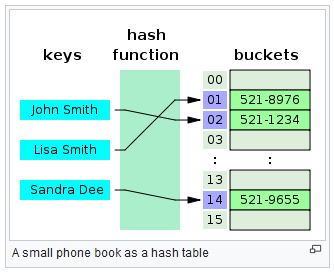 hash
keys function buckets
00
John Smith 01 521-8976
02 521-1234
Lisa Smith 03
: :
13
Sandra Dee 14 521-9655
15
A small phone book as a hash table